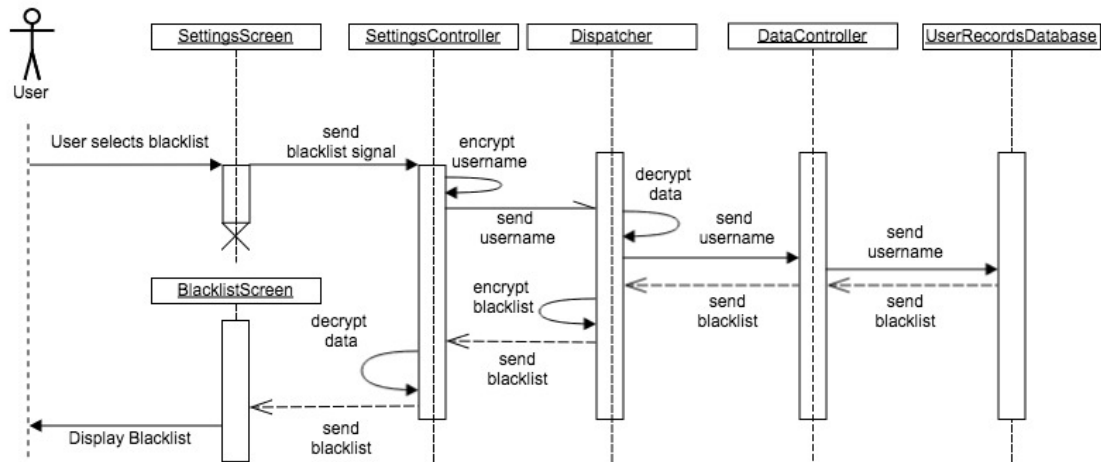 SettingsScreen
SettingsController
Dispatcher
DataController
UserRecordsDatabase
User
User selects blacklist
send
blacklist signal
encrypt
username
decrypt
data
send
username
send
username
send
username
BlacklistScreen
encrypt
blacklist
send
blacklist
send
blacklist
decrypt
data
send
blacklist
send
blacklist
Display Blacklist